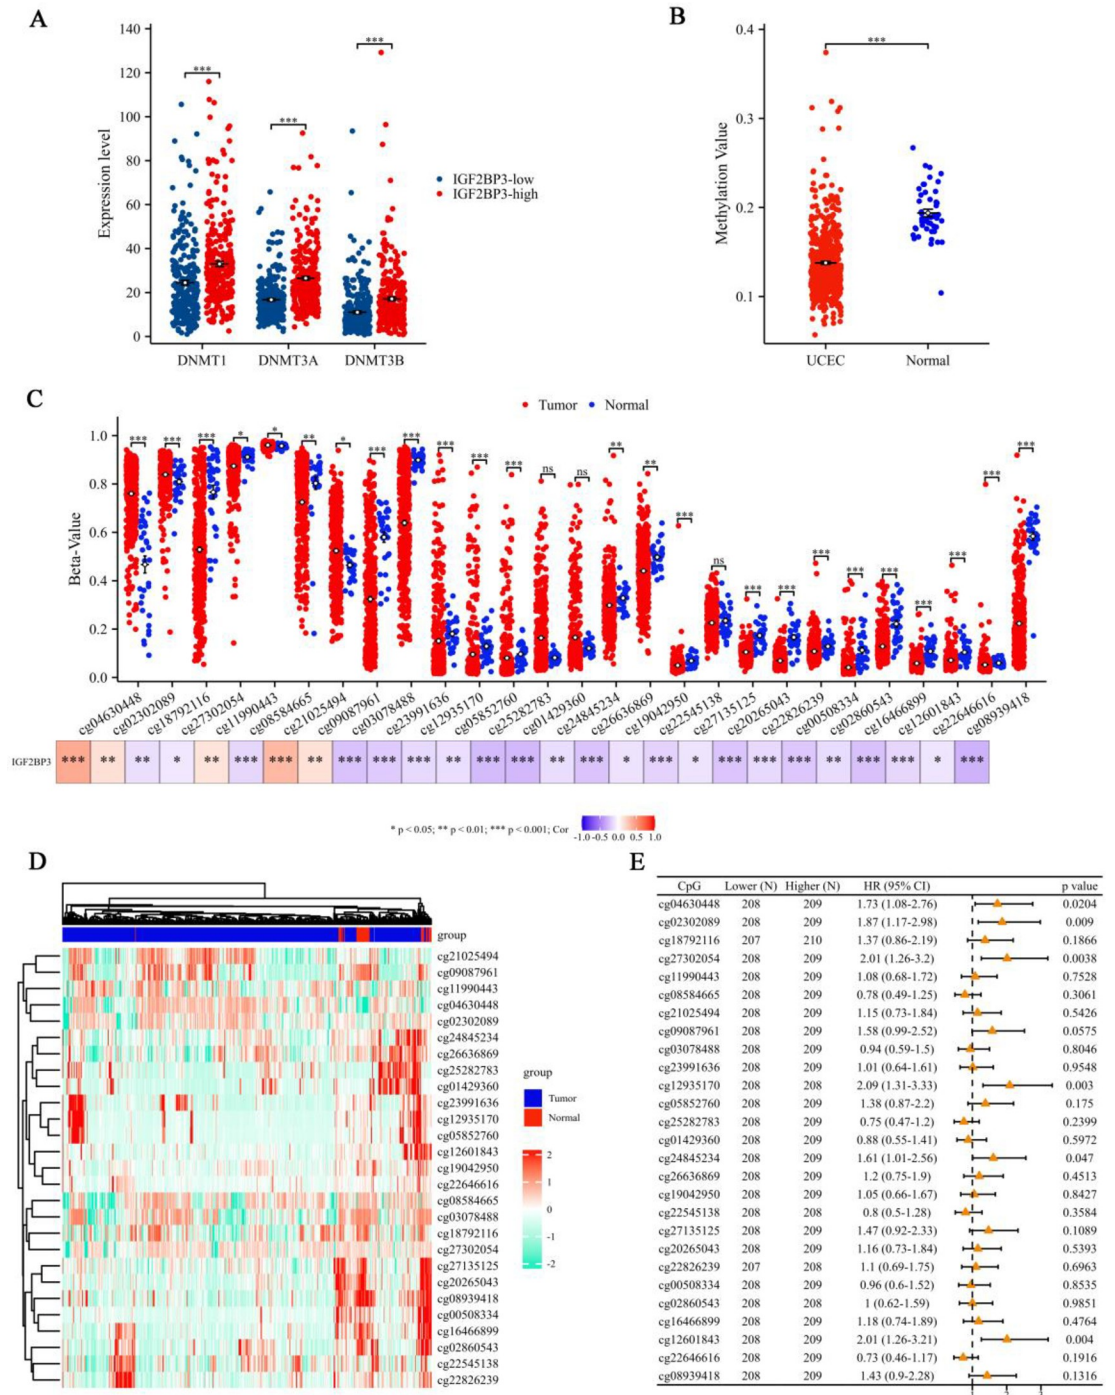 A
140
120
100
80
60
40
20
0
Expression level
***
***
***
DNMT1 DNMT3A DNMT3B
IGF2BP3-low
IGF2BP3-high
B
0.4
0.3
0.2
0.1
Methylation Value
***
UCEC Normal
C
Tumor Normal
1.0
0.8
0.6
0.4
0.2
0.0
Beta-Value
*** *** *** * * ** * *** *** *** *** *** ns ns ** ** *** ns *** *** *** *** *** *** *** *** ***
cg04630448 cg02302089 cg18792116 cg27302054 cg11990443 cg08584665 cg21025494 cg09087961 cg03078488 cg23991636 cg12935170 cg05852760 cg25282783 cg01429360 cg24845234 cg26636869 cg19042950 cg22545138 cg27135125 cg20265043 cg22826239 cg00508334 cg02860543 cg16466899 cg12601843 cg22646616 cg08939418
IGF2BP3 *** ** ** * ** *** *** ** *** *** *** ** *** *** ** *** * *** * *** *** *** ** *** *** * ***
* p < 0.05; ** p < 0.01; *** p < 0.001; Cor
-1.0 -0.5 0.0 0.5 1.0
D
group
cg21025494
cg09087961
cg11990443
cg04630448
cg02302089
cg24845234
cg26636869
cg25282783
cg01429360
cg23991636
cg12935170
cg05852760
cg12601843
cg19042950
cg22646616
cg08584665
cg03078488
cg18792116
cg27302054
cg27135125
cg20265043
cg08939418
cg00508334
cg16466899
cg02860543
cg22545138
cg22826239
group
Tumor
Normal
2
1
0
-1
-2
E
CpG Lower (N) Higher (N) HR (95% CI) p value
cg04630448 208 209 1.73 (1.08-2.76) 0.0204
cg02302089 208 209 1.87 (1.17-2.98) 0.009
cg18792116 207 210 1.37 (0.86-2.19) 0.1866
cg27302054 208 209 2.01 (1.26-3.2) 0.0038
cg11990443 208 209 1.08 (0.68-1.72) 0.7528
cg08584665 208 209 0.78 (0.49-1.25) 0.3061
cg21025494 208 209 1.15 (0.73-1.84) 0.5426
cg09087961 208 209 1.58 (0.99-2.52) 0.0575
cg03078488 208 209 0.94 (0.59-1.5) 0.8046
cg23991636 208 209 1.01 (0.64-1.61) 0.9548
cg12935170 208 208 2.09 (1.31-3.33) 0.003
cg05852760 208 209 1.38 (0.87-2.2) 0.175
cg25282783 208 209 0.75 (0.47-1.2) 0.2399
cg01429360 208 209 0.88 (0.55-1.41) 0.5972
cg24845234 208 209 1.61 (1.01-2.56) 0.047
cg26636869 208 209 1.2 (0.75-1.9) 0.4513
cg19042950 208 209 1.05 (0.66-1.67) 0.8427
cg22545138 208 209 0.8 (0.5-1.28) 0.3584
cg27135125 208 209 1.47 (0.92-2.33) 0.1089
cg20265043 208 209 1.16 (0.73-1.84) 0.5393
cg22826239 207 208 1.1 (0.69-1.75) 0.6963
cg00508334 208 209 0.96 (0.6-1.52) 0.8535
cg02860543 208 208 1 (0.62-1.59) 0.9851
cg16466899 208 209 1.18 (0.74-1.89) 0.4764
cg12601843 208 209 2.01 (1.26-3.21) 0.004
cg22646616 208 209 0.73 (0.46-1.17) 0.1916
cg08939418 208 209 1.43 (0.9-2.28) 0.1316